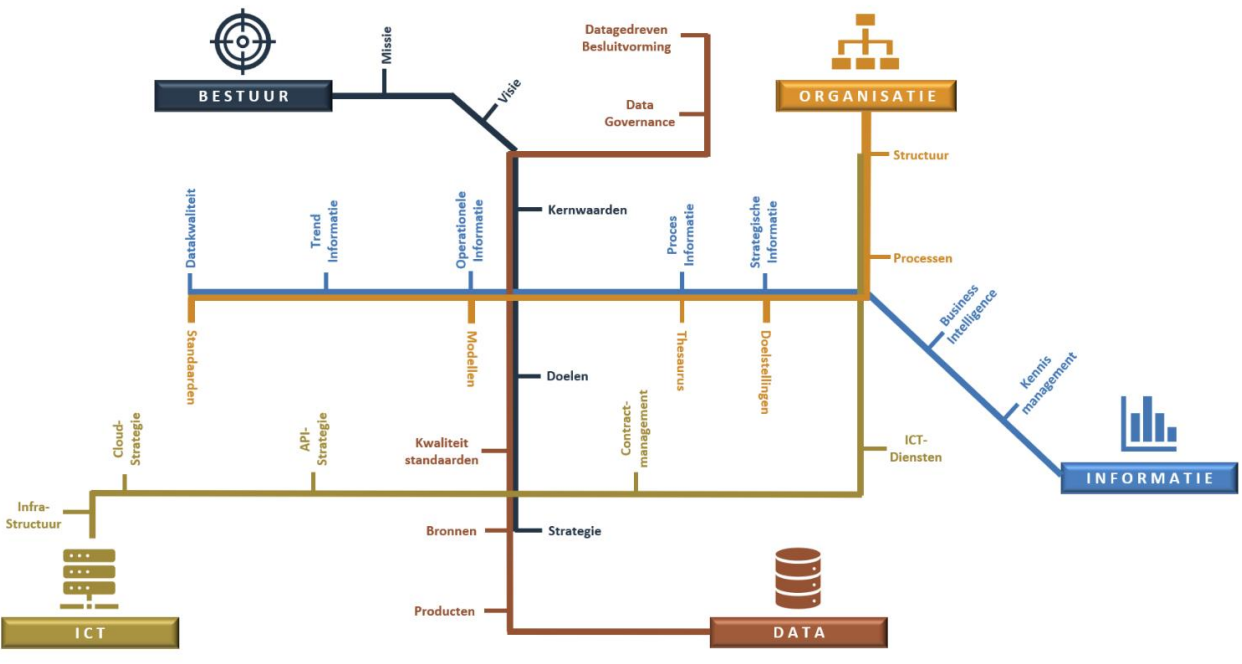 Datagedreven
Besluitvorming
Missie
BESTUUR
Visie
Data
Governance
ORGANISATIE
Structuur
Kernwaarden
Datakwaliteit
Trend
Informatie
Operationele
Informatie
Proces
Informatie
Strategische
Informatie
Processen
Business
Intelligence
Standaarden
Modellen
Thesaurus
Doelstellingen
Doelen
Kennis
management
Cloud-
Strategie
API-
Strategie
Kwaliteit
standaarden
Contract-
management
ICT-
Diensten
INFORMATIE
Infra-
Structuur
Bronnen
Strategie
Producten
ICT
DATA